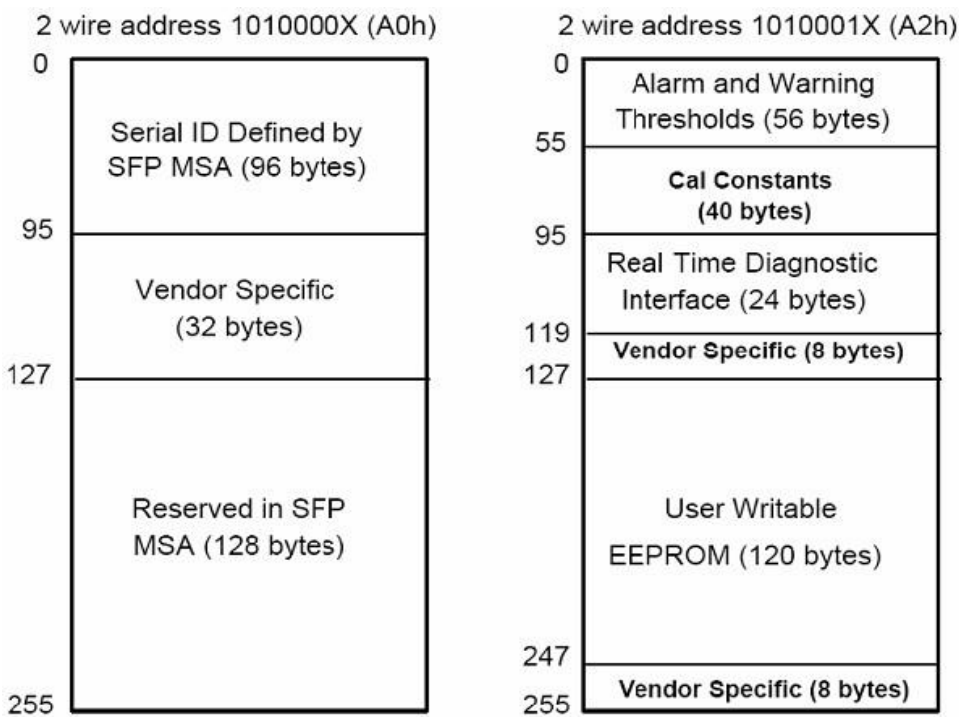 2 wire address 1010000X (A0h)
0
Serial ID Defined by
SFP MSA (96 bytes)
95
Vendor Specific
(32 bytes)
127
Reserved in SFP
MSA (128 bytes)
255
2 wire address 1010001X (A2h)
0
Alarm and Warning
Thresholds (56 bytes)
55
Cal Constants
(40 bytes)
95
Real Time Diagnostic
Interface (24 bytes)
119
Vendor Specific (8 bytes)
127
User Writable
EEPROM (120 bytes)
247
Vendor Specific (8 bytes)
255